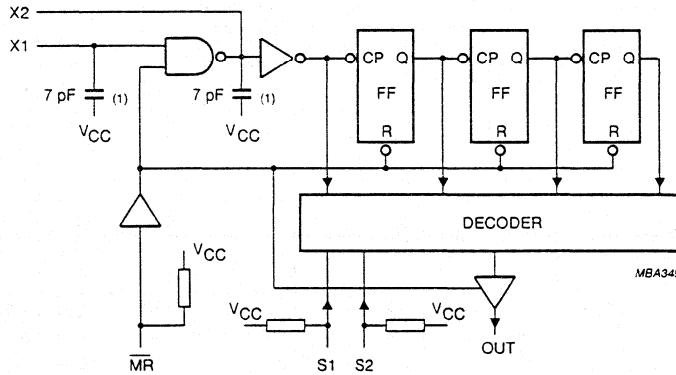 X2
X1
7 pF (1)
VCC
7 pF (1)
VCC
CP Q
FF
R
CP Q
FF
R
CP Q
FF
R
DECODER
VCC
VCC
VCC
MR
S1
S2
OUT